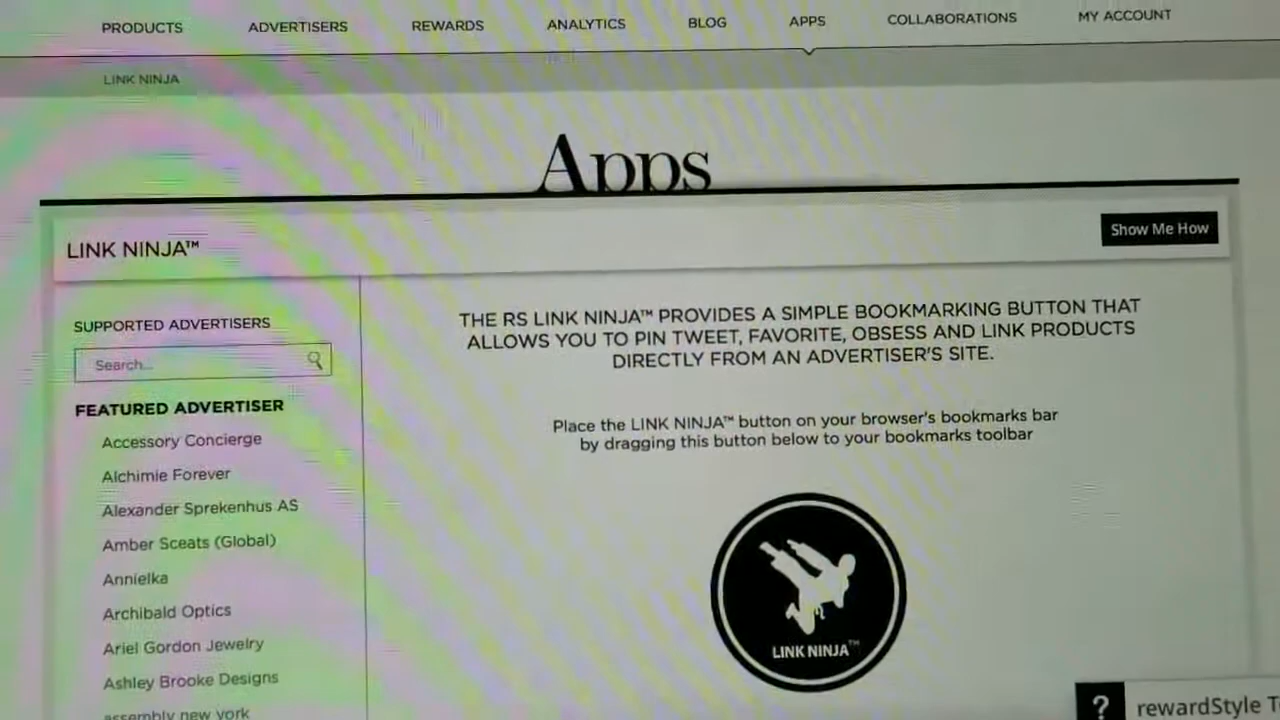 PRODUCTS ADVERTISERS REWARDS ANALYTICS BLOG APPS COLLABORATIONS MY ACCOUNT
LINK NINJA
Apps
LINK NINJA™
Show Me How
SUPPORTED ADVERTISERS
Search...
FEATURED ADVERTISER
Accessory Concierge
Alchimie Forever
Alexander Sprekenhus AS
Amber Sceats (Global)
Annielka
Archibald Optics
Ariel Gordon Jewelry
Ashley Brooke Designs
assembly new york
THE RS LINK NINJA™ PROVIDES A SIMPLE BOOKMARKING BUTTON THAT
ALLOWS YOU TO PIN TWEET, FAVORITE, OBSESS AND LINK PRODUCTS
DIRECTLY FROM AN ADVERTISER'S SITE.
Place the LINK NINJA™ button on your browser's bookmarks bar
by dragging this button below to your bookmarks toolbar
LINK NINJA™
? rewardStyle T